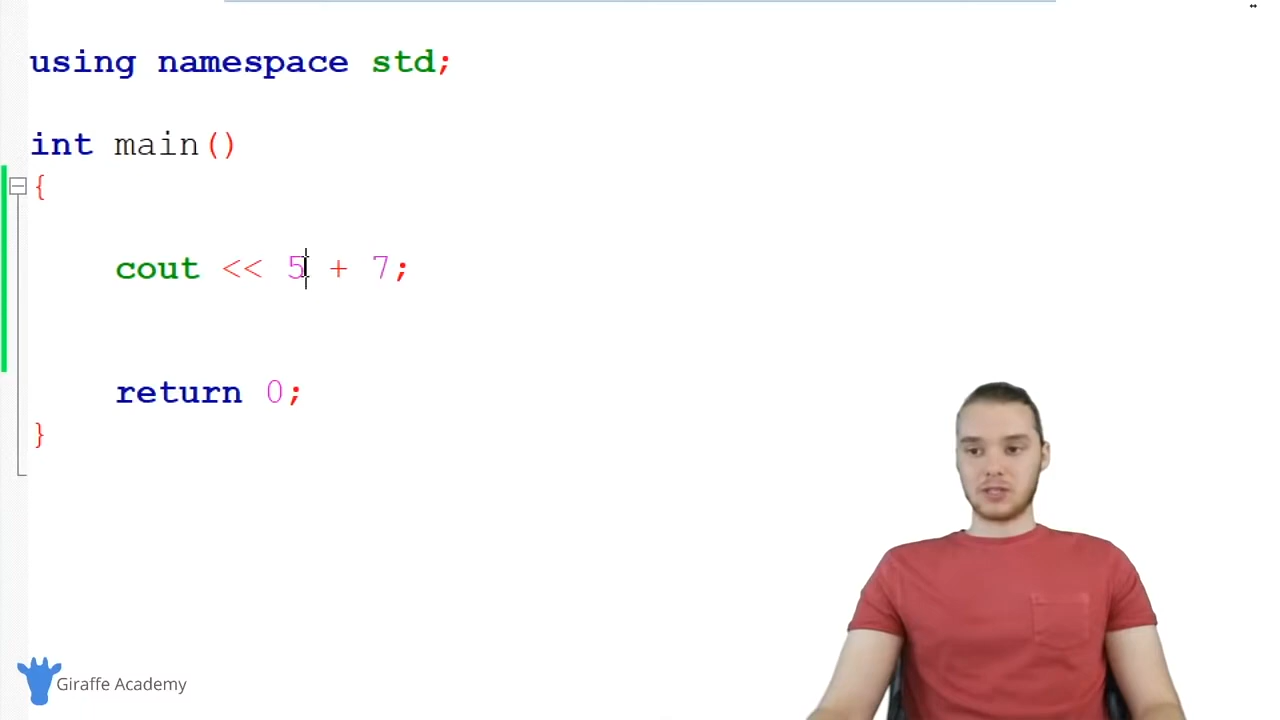 using namespace std;
int main()
{
cout << 5 + 7;
return 0;
}
Giraffe Academy